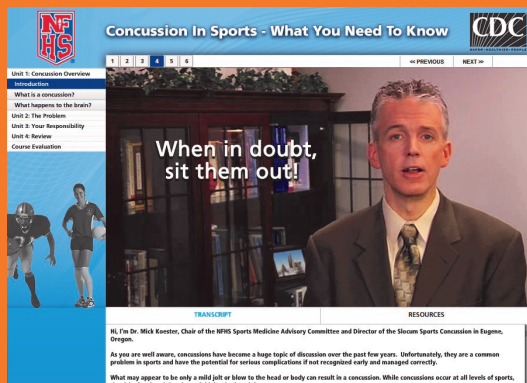 NF
HS
Concussion In Sports - What You Need To Know
CDC
SAFER·HEALTHIER·PEOPLE
1 2 3 4 5 6
<< PREVIOUS NEXT >>
Unit 1: Concussion Overview
Introduction
What is a concussion?
What happens to the brain?
Unit 2: The Problem
Unit 3: Your Responsibility
Unit 4: Review
Course Evaluation
When in doubt,
sit them out!
TRANSCRIPT RESOURCES
Hi, I'm Dr. Mick Koester, Chair of the NFHS Sports Medicine Advisory Committee and Director of the Slocum Sports Concussion in Eugene,
Oregon.
As you are well aware, concussions have become a huge topic of discussion over the past few years. Unfortunately, they are a common
problem in sports and have the potential for serious complications if not recognized early and managed correctly.
What may appear to be only a mild jolt or blow to the head or body can result in a concussion. While concussions occur at all levels of sports,